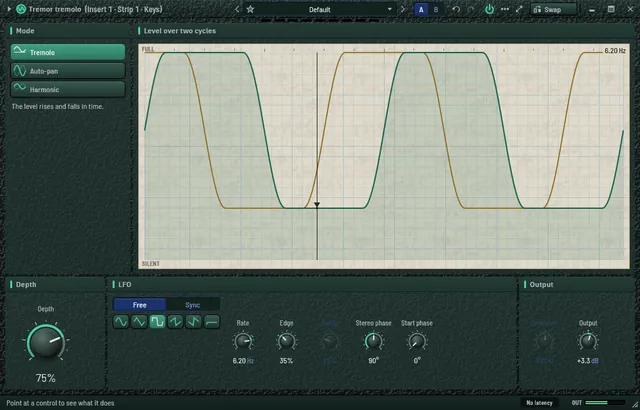 Tremor tremolo (Insert 1 · Strip 1 · Keys)
Default
A B
Swap
Mode
Tremolo
Auto-pan
Harmonic
The level rises and falls in time.
Level over two cycles
FULL
6.20 Hz
SILENT
Depth
Depth
75%
LFO
Free Sync
Rate Edge Stereo phase Start phase
6.20 Hz 35% 90° 0°
Output
Output
+3.3 dB
Point at a control to see what it does
No latency OUT